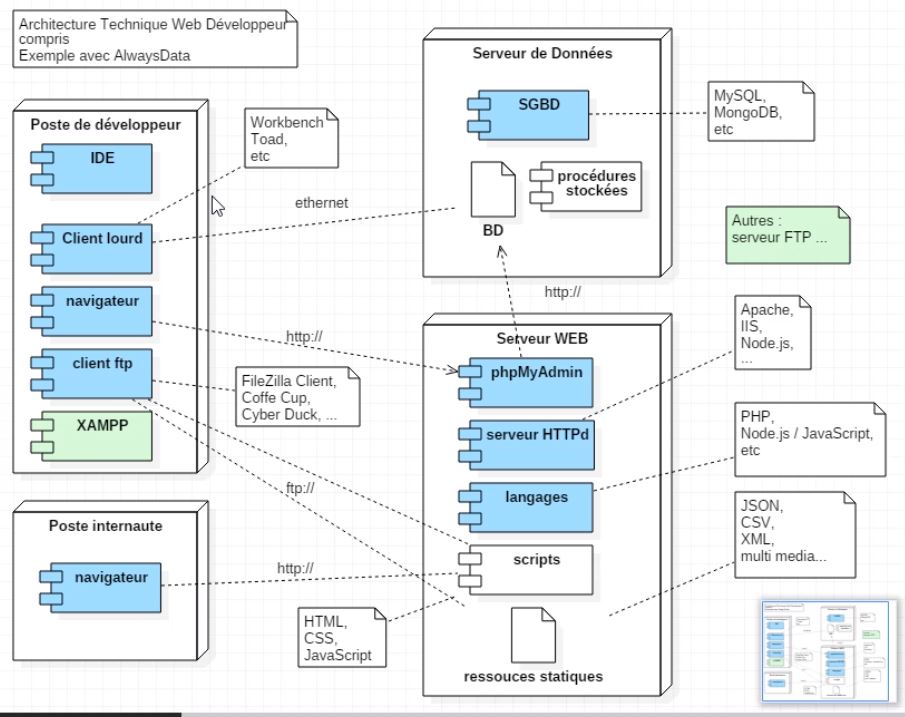 Architecture Technique Web Développeur
compris
Exemple avec AlwaysData
Poste de développeur
IDE
Client lourd
navigateur
client ftp
XAMPP
Workbench
Toad,
etc
ethernet
http://
FileZilla Client,
Coffe Cup,
Cyber Duck, ...
ftp://
Poste internaute
navigateur
http://
HTML,
CSS,
JavaScript
Serveur de Données
SGBD
procédures
stockées
BD
http://
Serveur WEB
phpMyAdmin
serveur HTTPd
langages
scripts
ressouces statiques
MySQL,
MongoDB,
etc
Autres :
serveur FTP ...
Apache,
IIS,
Node.js,
...
PHP,
Node.js / JavaScript,
etc
JSON,
CSV,
XML,
multi media...